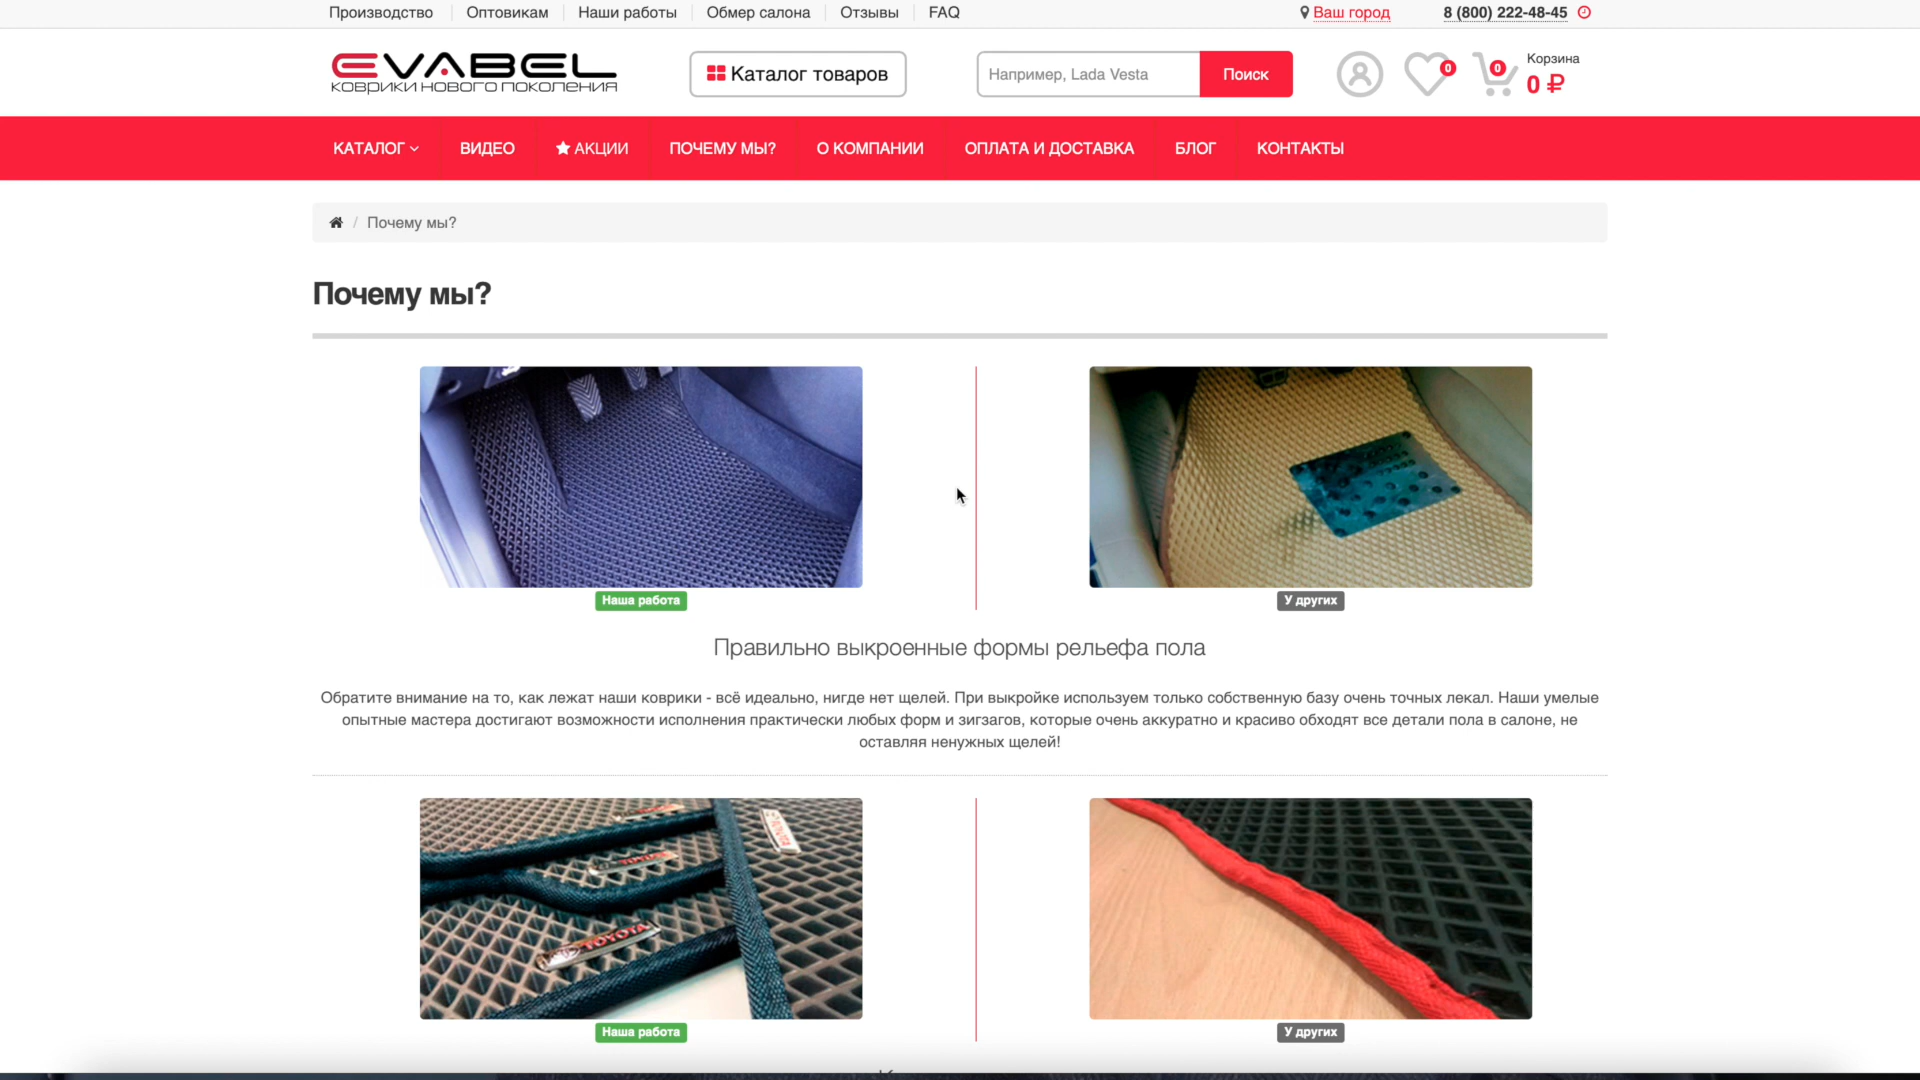 Производство
Оптовикам
Наши работы
Обмер салона
Отзывы
FAQ
Ваш город
8 (800) 222-48-45
EVABEL
КОВРИКИ НОВОГО ПОКОЛЕНИЯ
Каталог товаров
Например, Lada Vesta
Поиск
0
0
Корзина
0 ₽
КАТАЛОГ
ВИДЕО
АКЦИИ
ПОЧЕМУ МЫ?
О КОМПАНИИ
ОПЛАТА И ДОСТАВКА
БЛОГ
КОНТАКТЫ
/ Почему мы?
Почему мы?
Наша работа
У других
Правильно выкроенные формы рельефа пола
Обратите внимание на то, как лежат наши коврики - всё идеально, нигде нет щелей. При выкройке используем только собственную базу очень точных лекал. Наши умелые
опытные мастера достигают возможности исполнения практически любых форм и зигзагов, которые очень аккуратно и красиво обходят все детали пола в салоне, не
оставляя ненужных щелей!
TOYOTA
TOYOTA
TOYOTA
Наша работа
У других